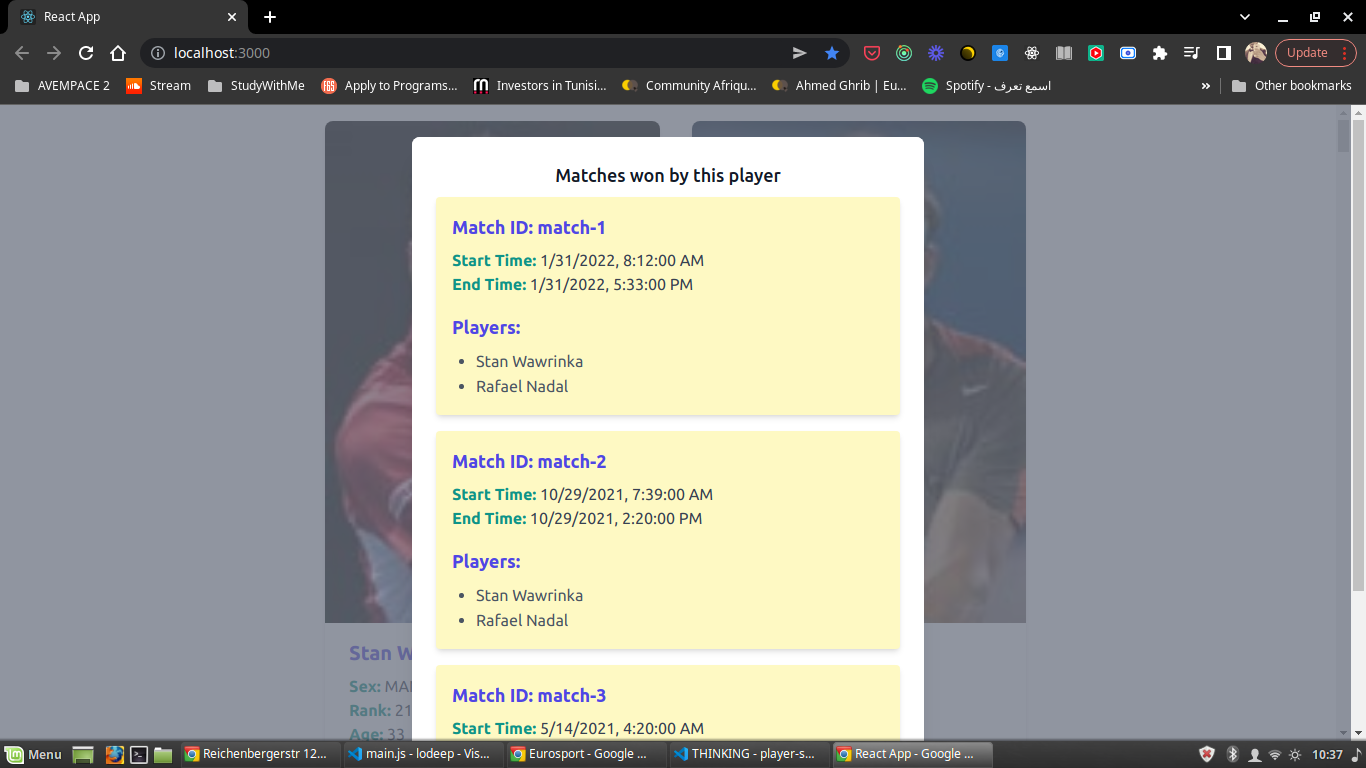 React App
localhost:3000
Update
AVEMPACE 2
Stream
StudyWithMe
Apply to Programs...
Investors in Tunisi...
Community Afriqu...
Ahmed Ghrib | Eu...
Spotify - اسمع تعرف
»
Other bookmarks
Matches won by this player
Match ID: match-1
Start Time: 1/31/2022, 8:12:00 AM
End Time: 1/31/2022, 5:33:00 PM
Players:
• Stan Wawrinka
• Rafael Nadal
Match ID: match-2
Start Time: 10/29/2021, 7:39:00 AM
End Time: 10/29/2021, 2:20:00 PM
Players:
• Stan Wawrinka
• Rafael Nadal
Match ID: match-3
Start Time: 5/14/2021, 4:20:00 AM
Stan W
Sex: MA
Rank: 21
Age: 33
Menu
Reichenbergerstr 12...
main.js - lodeep - Vis...
Eurosport - Google ...
THINKING - player-s...
React App - Google ...
10:37